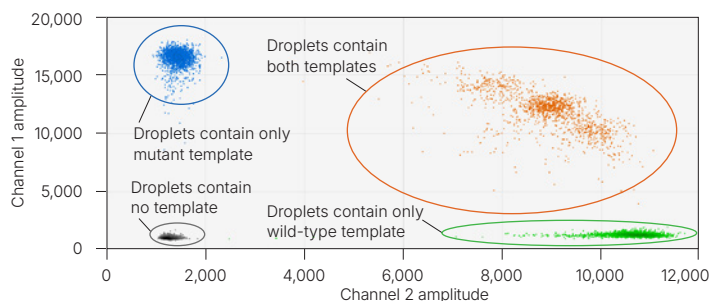 20,000
15,000
10,000
5,000
0
Channel 1 amplitude
Droplets contain
both templates
Droplets contain only
mutant template
Droplets contain
no template
Droplets contain only
wild-type template
0
2,000
4,000
6,000
8,000
10,000
12,000
Channel 2 amplitude